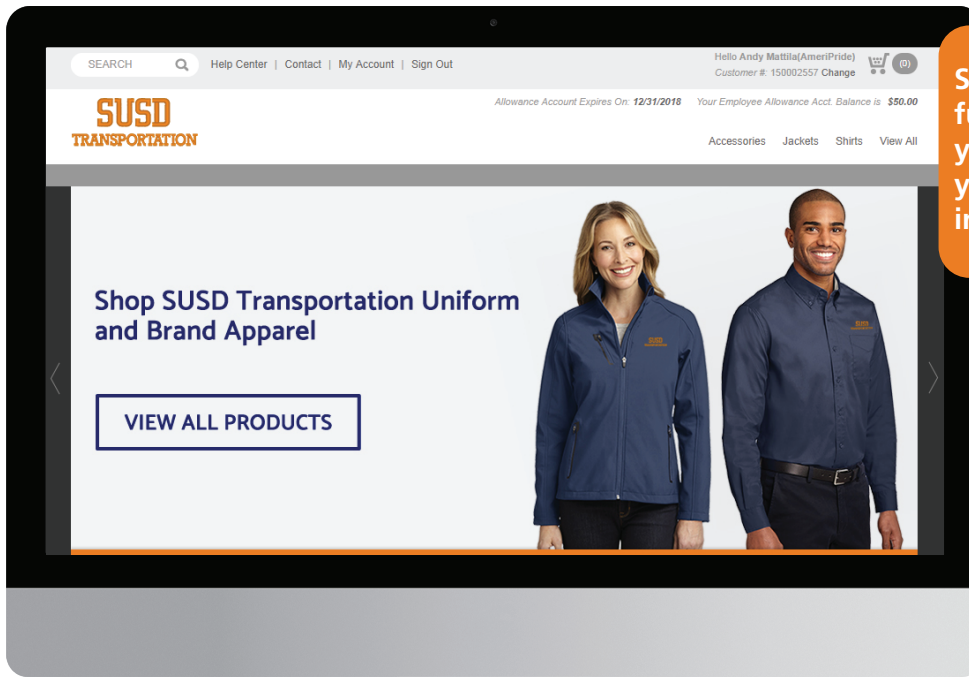 SEARCH Help Center | Contact | My Account | Sign Out
Hello Andy Mattila(AmeriPride) (0)
Customer #: 150002557 Change
SUSD
TRANSPORTATION
Allowance Account Expires On: 12/31/2018 Your Employee Allowance Acct. Balance is $50.00
Accessories Jackets Shirts View All
Shop SUSD Transportation Uniform
and Brand Apparel
VIEW ALL PRODUCTS
SUSD
TRANSPORTATION
SUSD
TRANSPORTATION